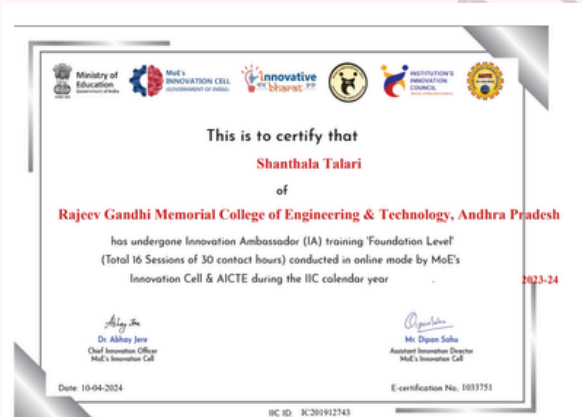 Ministry of
Education
Government of India
MoE's
INNOVATION CELL
(GOVERNMENT OF INDIA)
innovative
bharat
INSTITUTION'S
INNOVATION
COUNCIL
AICTE
This is to certify that
Shanthala Talari
of
Rajeev Gandhi Memorial College of Engineering & Technology, Andhra Pradesh
has undergone Innovation Ambassador (IA) training 'Foundation Level'
(Total 16 Sessions of 30 contact hours) conducted in online mode by MoE's
Innovation Cell & AICTE during the IIC calendar year . 2023-24
Dr. Abhay Jere
Chief Innovation Officer
MoE's Innovation Cell
Mr. Dipan Sahu
Assistant Innovation Director
MoE's Innovation Cell
Date: 10-04-2024
E-certification No. 1033751
IIC ID: IC201912743